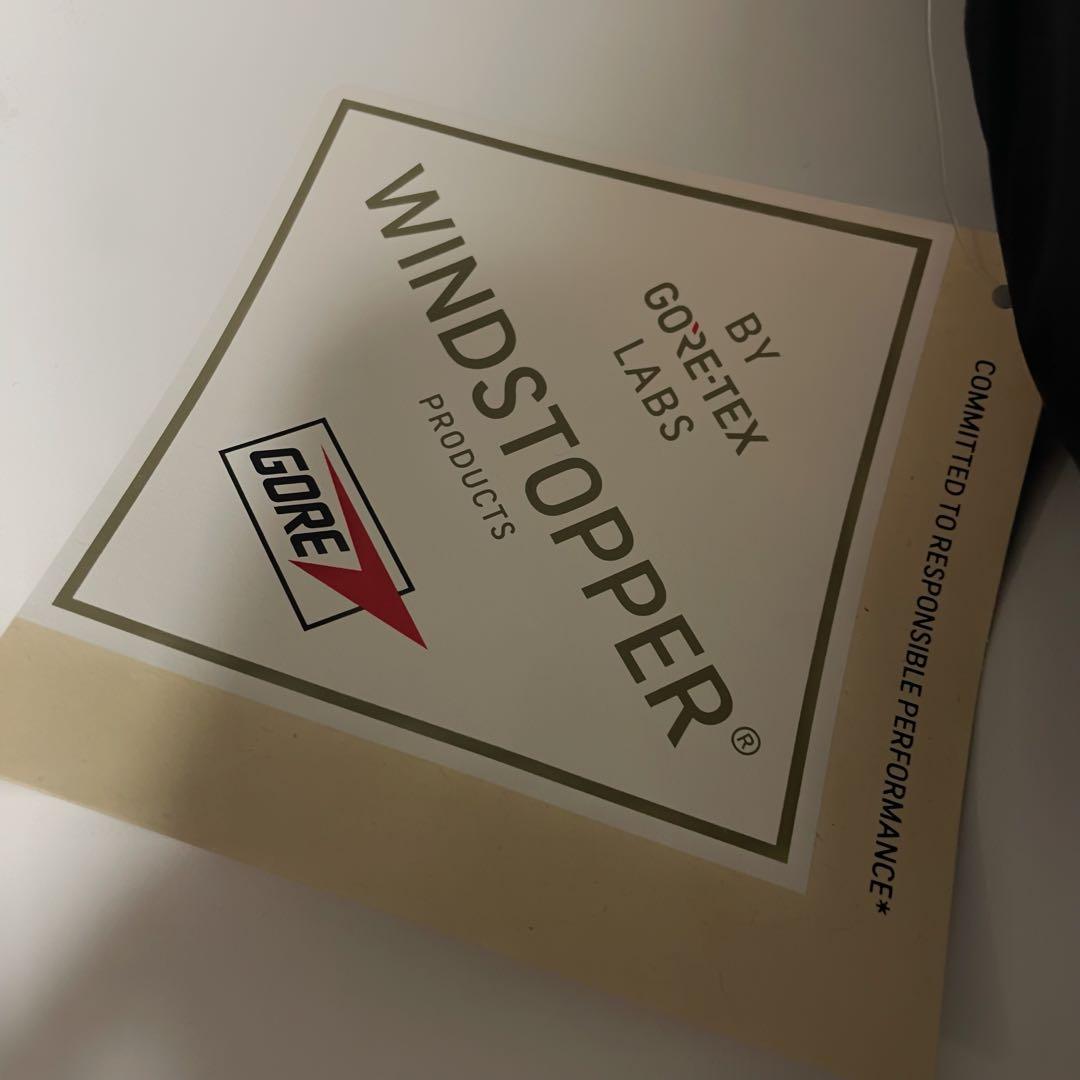 COMMITTED TO RESPONSIBLE PERFORMANCE*
BY
GORE-TEX
LABS
WINDSTOPPER®
PRODUCTS
GORE